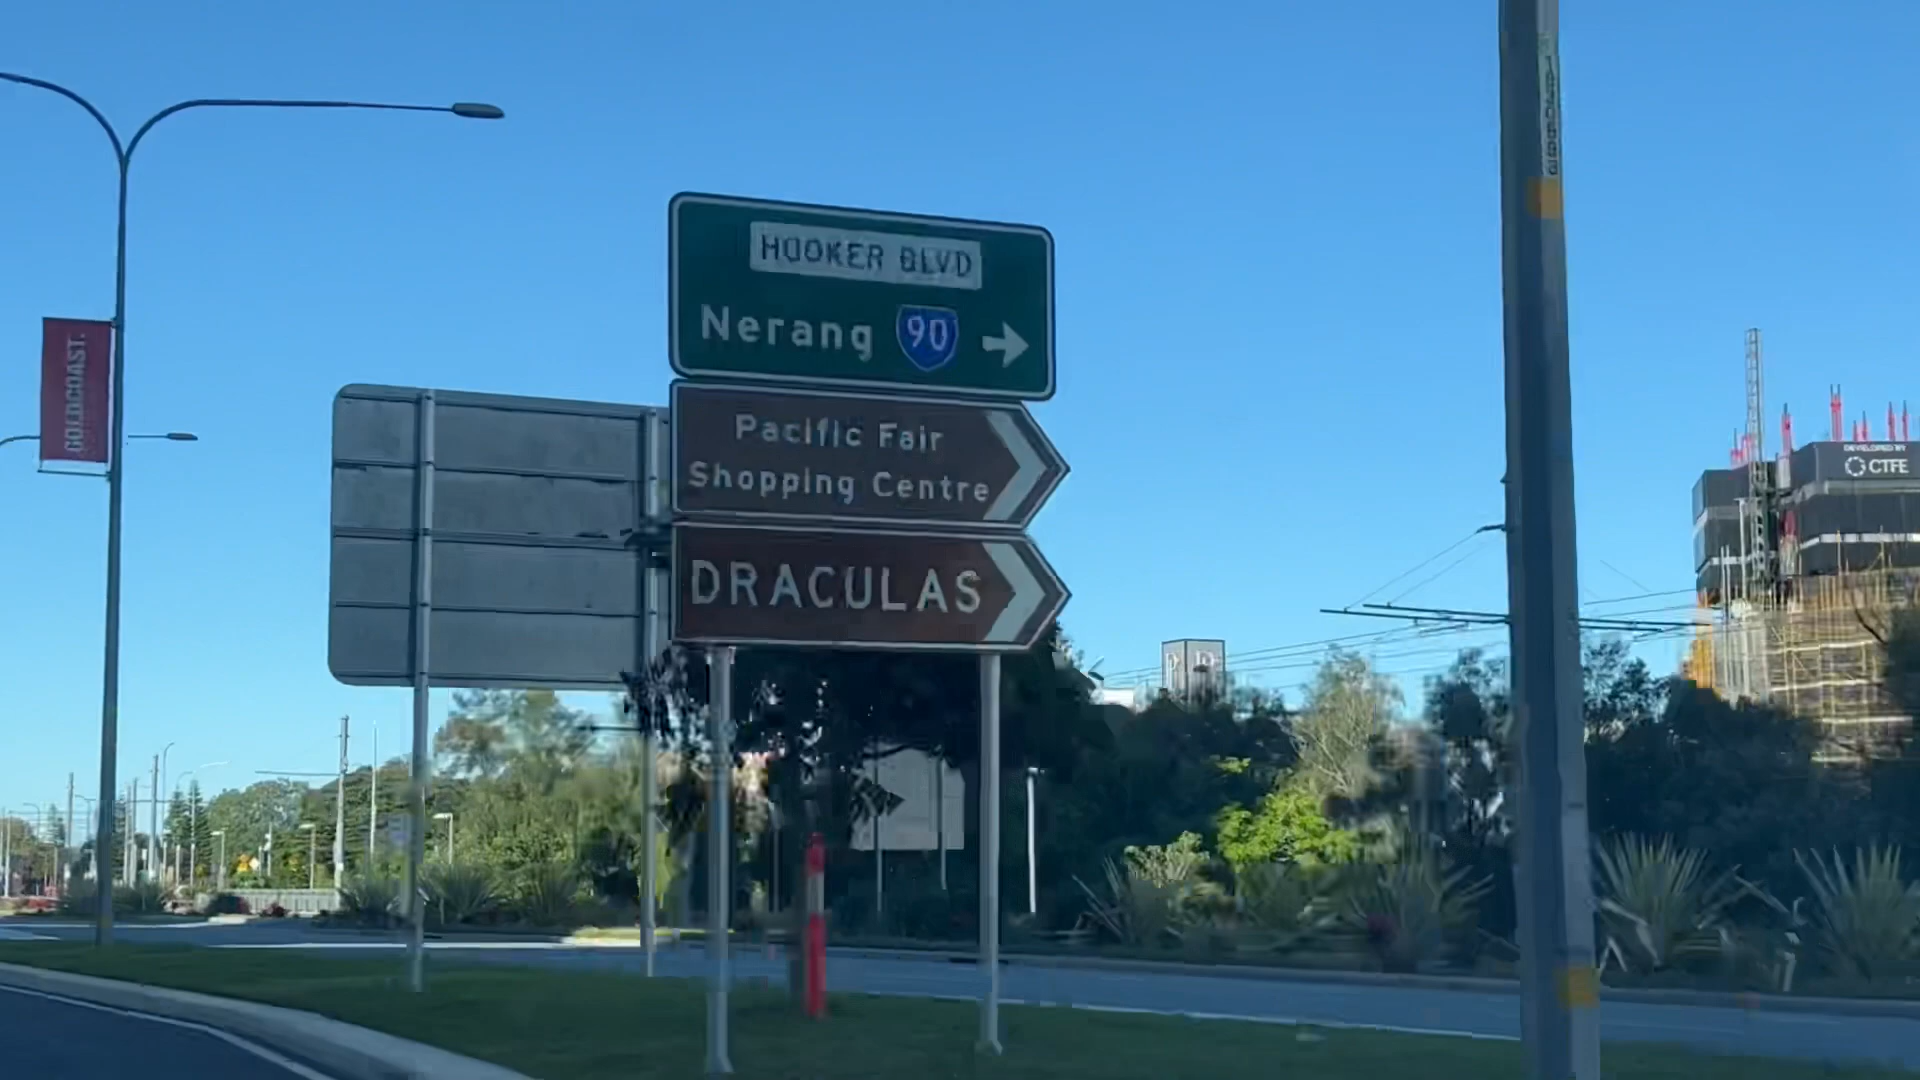 HOOKER BLVD
Nerang 90
Pacific Fair
Shopping Centre
DRACULAS
GOLDCOAST.
DEVELOPED BY
CTFE